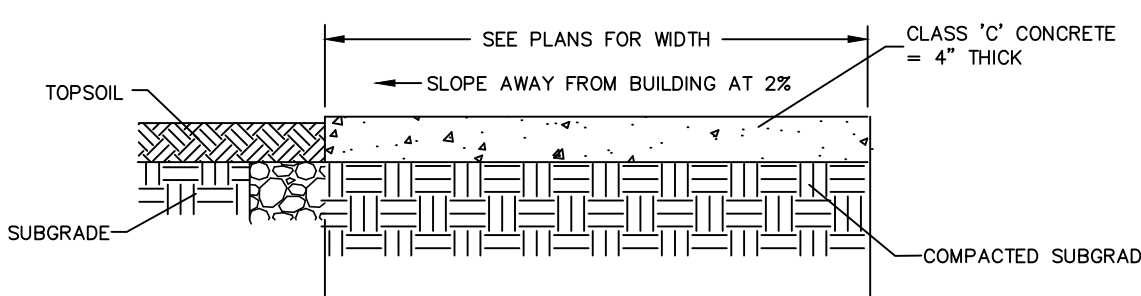 SEE PLANS FOR WIDTH
CLASS 'C' CONCRETE
= 4" THICK
SLOPE AWAY FROM BUILDING AT 2%
TOPSOIL
SUBGRADE
COMPACTED SUBGRAD